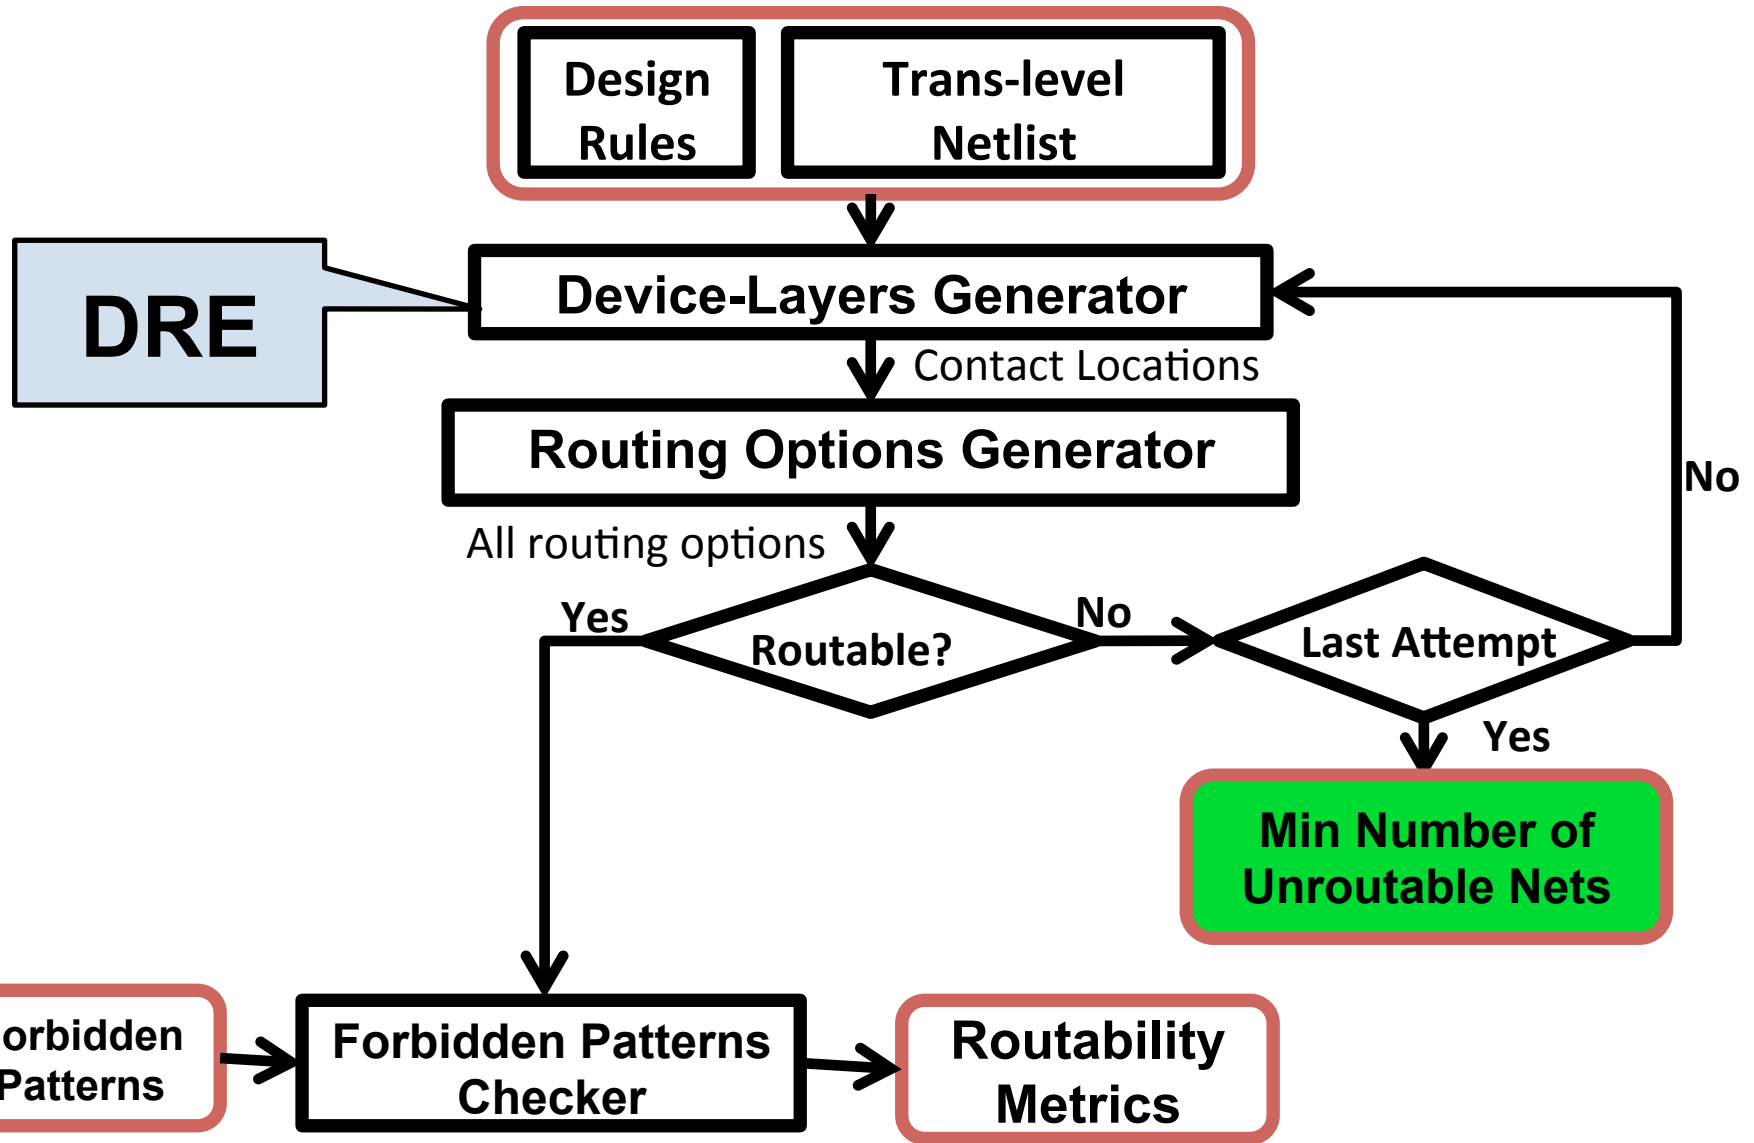 Design
Rules
Trans-level
Netlist
DRE
Device-Layers Generator
Contact Locations
Routing Options Generator
No
All routing options
Yes
Routable?
No
Last Attempt
Yes
Min Number of
Unroutable Nets
orbidden
Patterns
Forbidden Patterns
Checker
Routability
Metrics